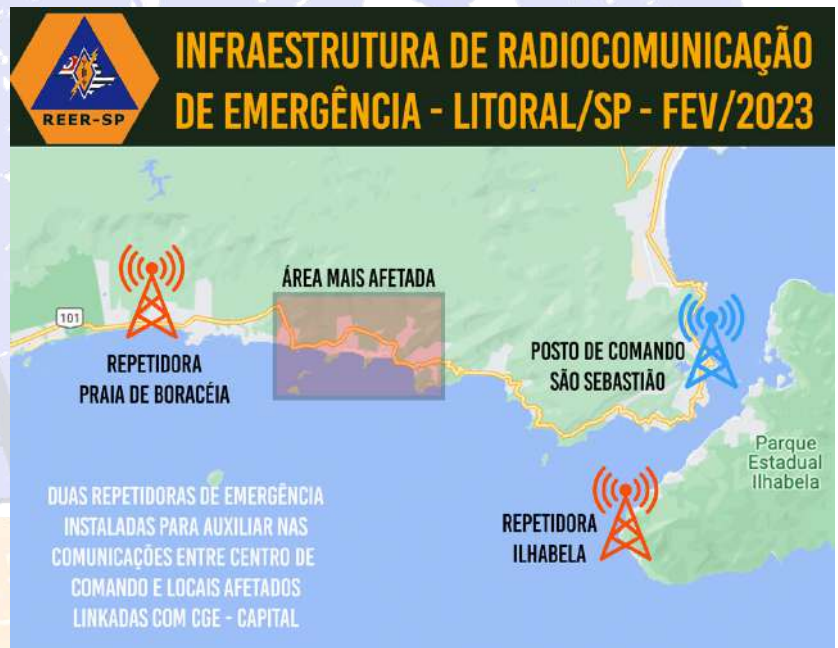 REER-SP
INFRAESTRUTURA DE RADIOCOMUNICAÇÃO
DE EMERGÊNCIA - LITORAL/SP - FEV/2023
ÁREA MAIS AFETADA
101
REPETIDORA
PRAIA DE BORACÉIA
POSTO DE COMANDO
SÃO SEBASTIÃO
Parque
Estadual
Ilhabela
REPETIDORA
ILHABELA
DUAS REPETIDORAS DE EMERGÊNCIA
INSTALADAS PARA AUXILIAR NAS
COMUNICAÇÕES ENTRE CENTRO DE
COMANDO E LOCAIS AFETADOS
LINKADAS COM CGE - CAPITAL